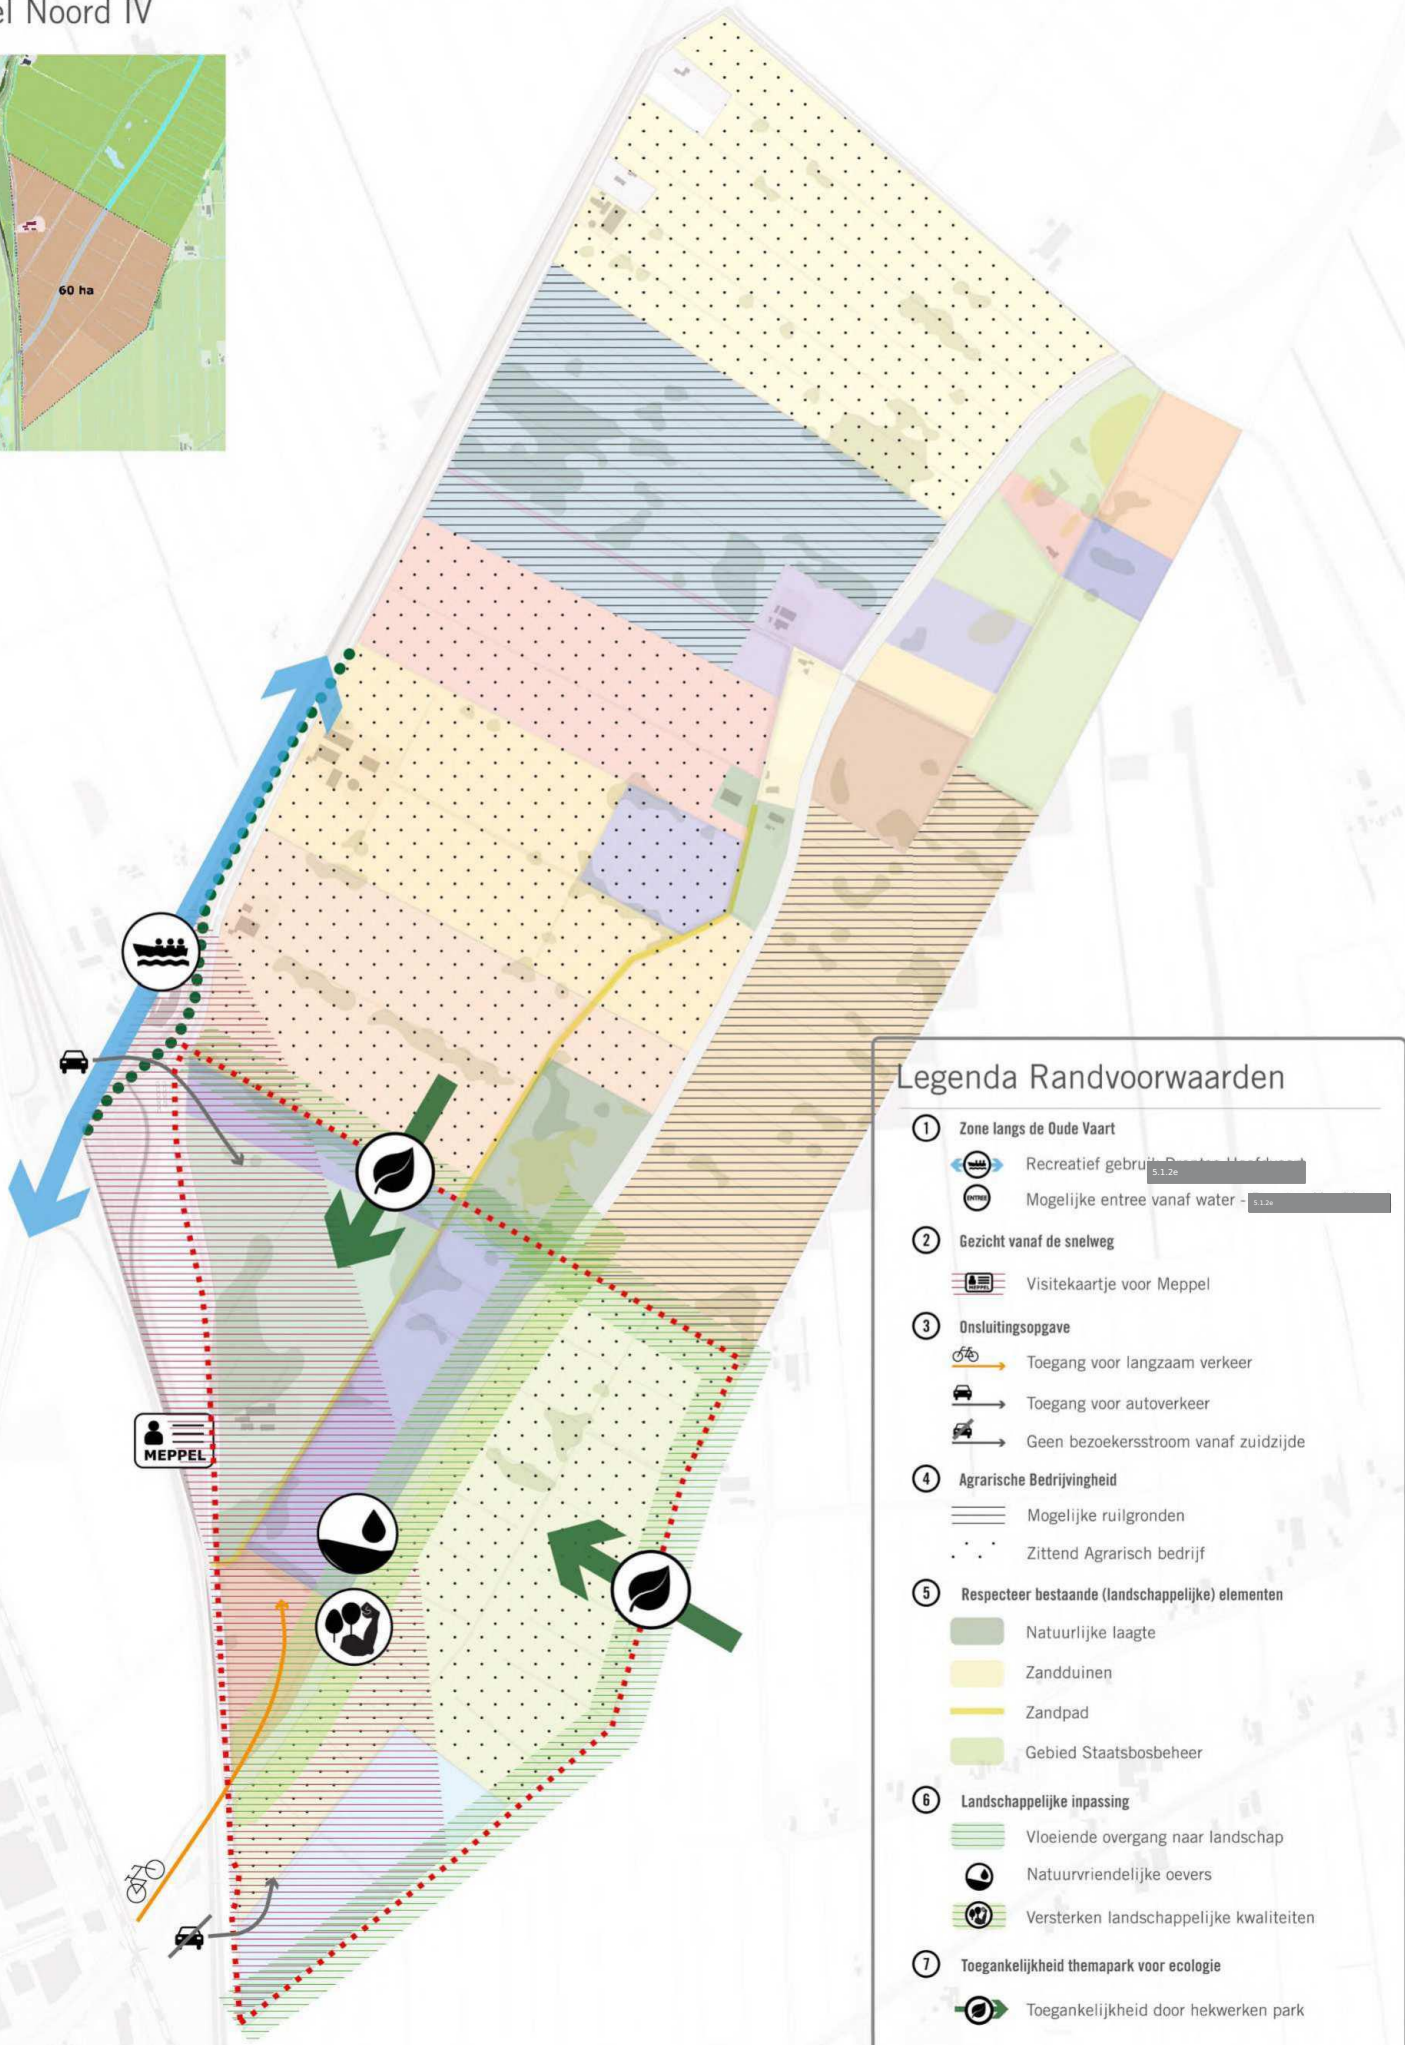 el Noord IV
60 ha
MEPPEL
Legenda Randvoorwaarden
1 Zone langs de Oude Vaart
Recreatief gebruik
5.1.2e
ENTREE
Mogelijke entree vanaf water -
5.1.2e
2 Gezicht vanaf de snelweg
MEPPEL
Visitekaartje voor Meppel
3 Onsluitingsopgave
Toegang voor langzaam verkeer
Toegang voor autoverkeer
Geen bezoekersstroom vanaf zuidzijde
4 Agrarische Bedrijvingheid
Mogelijke ruilgronden
Zittend Agrarisch bedrijf
5 Respecteer bestaande (landschappelijke) elementen
Natuurlijke laagte
Zandduinen
Zandpad
Gebied Staatsbosbeheer
6 Landschappelijke inpassing
Vloeiende overgang naar landschap
Natuurvriendelijke oevers
Versterken landschappelijke kwaliteiten
7 Toegankelijkheid themapark voor ecologie
Toegankelijkheid door hekwerken park